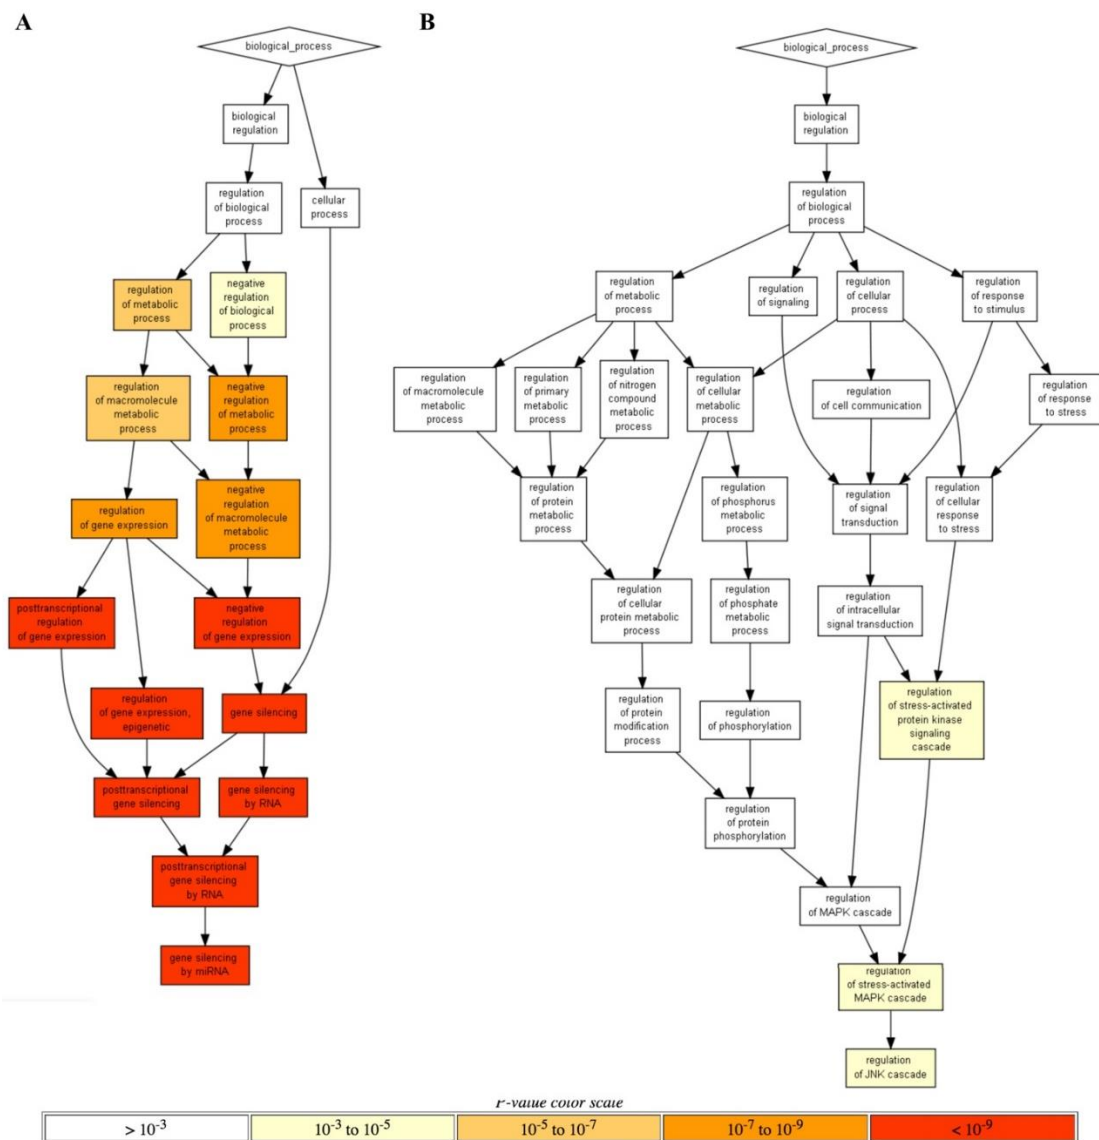 A
biological_process
biological
regulation
regulation
of biological
process
cellular
process
regulation
of metabolic
process
negative
regulation
of biological
process
regulation
of macromolecule
metabolic
process
negative
regulation
of metabolic
process
regulation
of gene expression
negative
regulation
of macromolecule
metabolic
process
posttranscriptional
regulation
of gene expression
negative
regulation
of gene expression
regulation
of gene expression,
epigenetic
gene silencing
posttranscriptional
gene silencing
gene silencing
by RNA
posttranscriptional
gene silencing
by RNA
gene silencing
by miRNA
B
biological_process
biological
regulation
regulation
of biological
process
regulation
of metabolic
process
regulation
of signaling
regulation
of cellular
process
regulation
of response
to stimulus
regulation
of macromolecule
metabolic
process
regulation
of primary
metabolic
process
regulation
of nitrogen
compound
metabolic
process
regulation
of cellular
metabolic
process
regulation
of cell communication
regulation
of response
to stress
regulation
of protein
metabolic
process
regulation
of phosphorus
metabolic
process
regulation
of signal
transduction
regulation
of cellular
response
to stress
regulation
of cellular
protein metabolic
process
regulation
of phosphate
metabolic
process
regulation
of intracellular
signal transduction
regulation
of protein
modification
process
regulation
of phosphorylation
regulation
of stress-activated
protein kinase
signaling
cascade
regulation
of protein
phosphorylation
regulation
of MAPK cascade
regulation
of stress-activated
MAPK cascade
regulation
of JNK cascade
P-value color scale
> 10⁻³
10⁻³ to 10⁻⁵
10⁻⁵ to 10⁻⁷
10⁻⁷ to 10⁻⁹
< 10⁻⁹